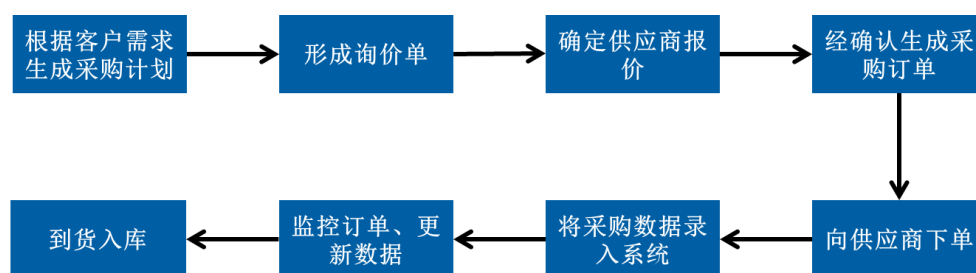 根据客户需求
生成采购计划
形成询价单
确定供应商报
价
经确认生成采
购订单
向供应商下单
将采购数据录
入系统
监控订单、更
新数据
到货入库